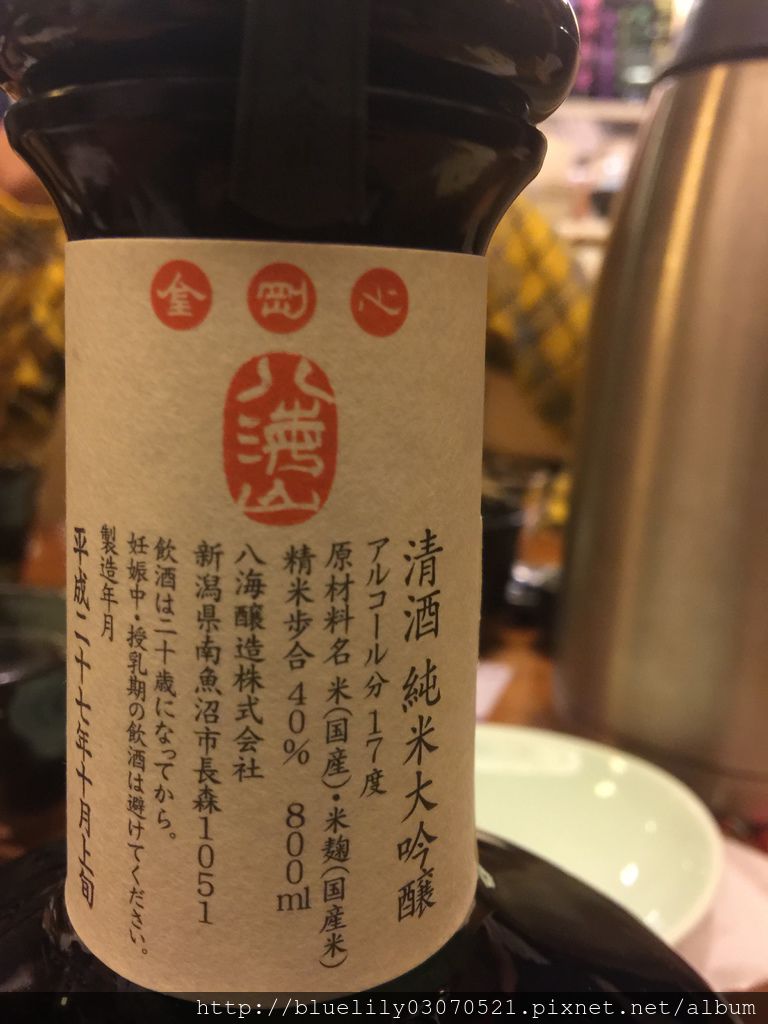 金剛心
八海山
清酒 純米大吟醸
アルコール分 17度
原材料名 米(国産)・米麹(国産米)
精米歩合 40% 800ml
八海醸造株式会社
新潟県南魚沼市長森1051
飲酒は二十歳になってから。
妊娠中・授乳期の飲酒は避けてください。
製造年月
平成二十七年十月上旬
http://bluelily03070521.pixnet.net/album